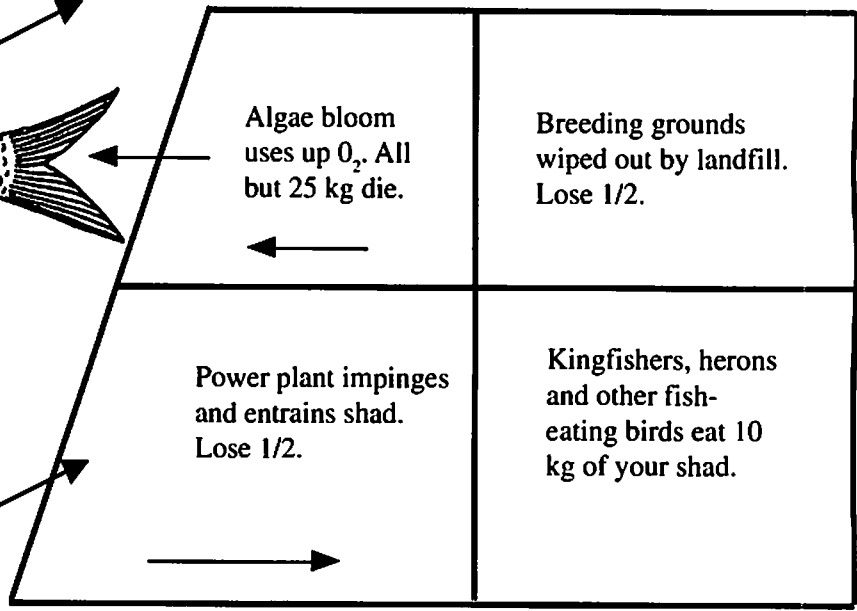 Algae bloom
uses up 0₂. All
but 25 kg die.
Breeding grounds
wiped out by landfill.
Lose 1/2.
Power plant impinges
and entrains shad.
Lose 1/2.
Kingfishers, herons
and other fish-
eating birds eat 10
kg of your shad.